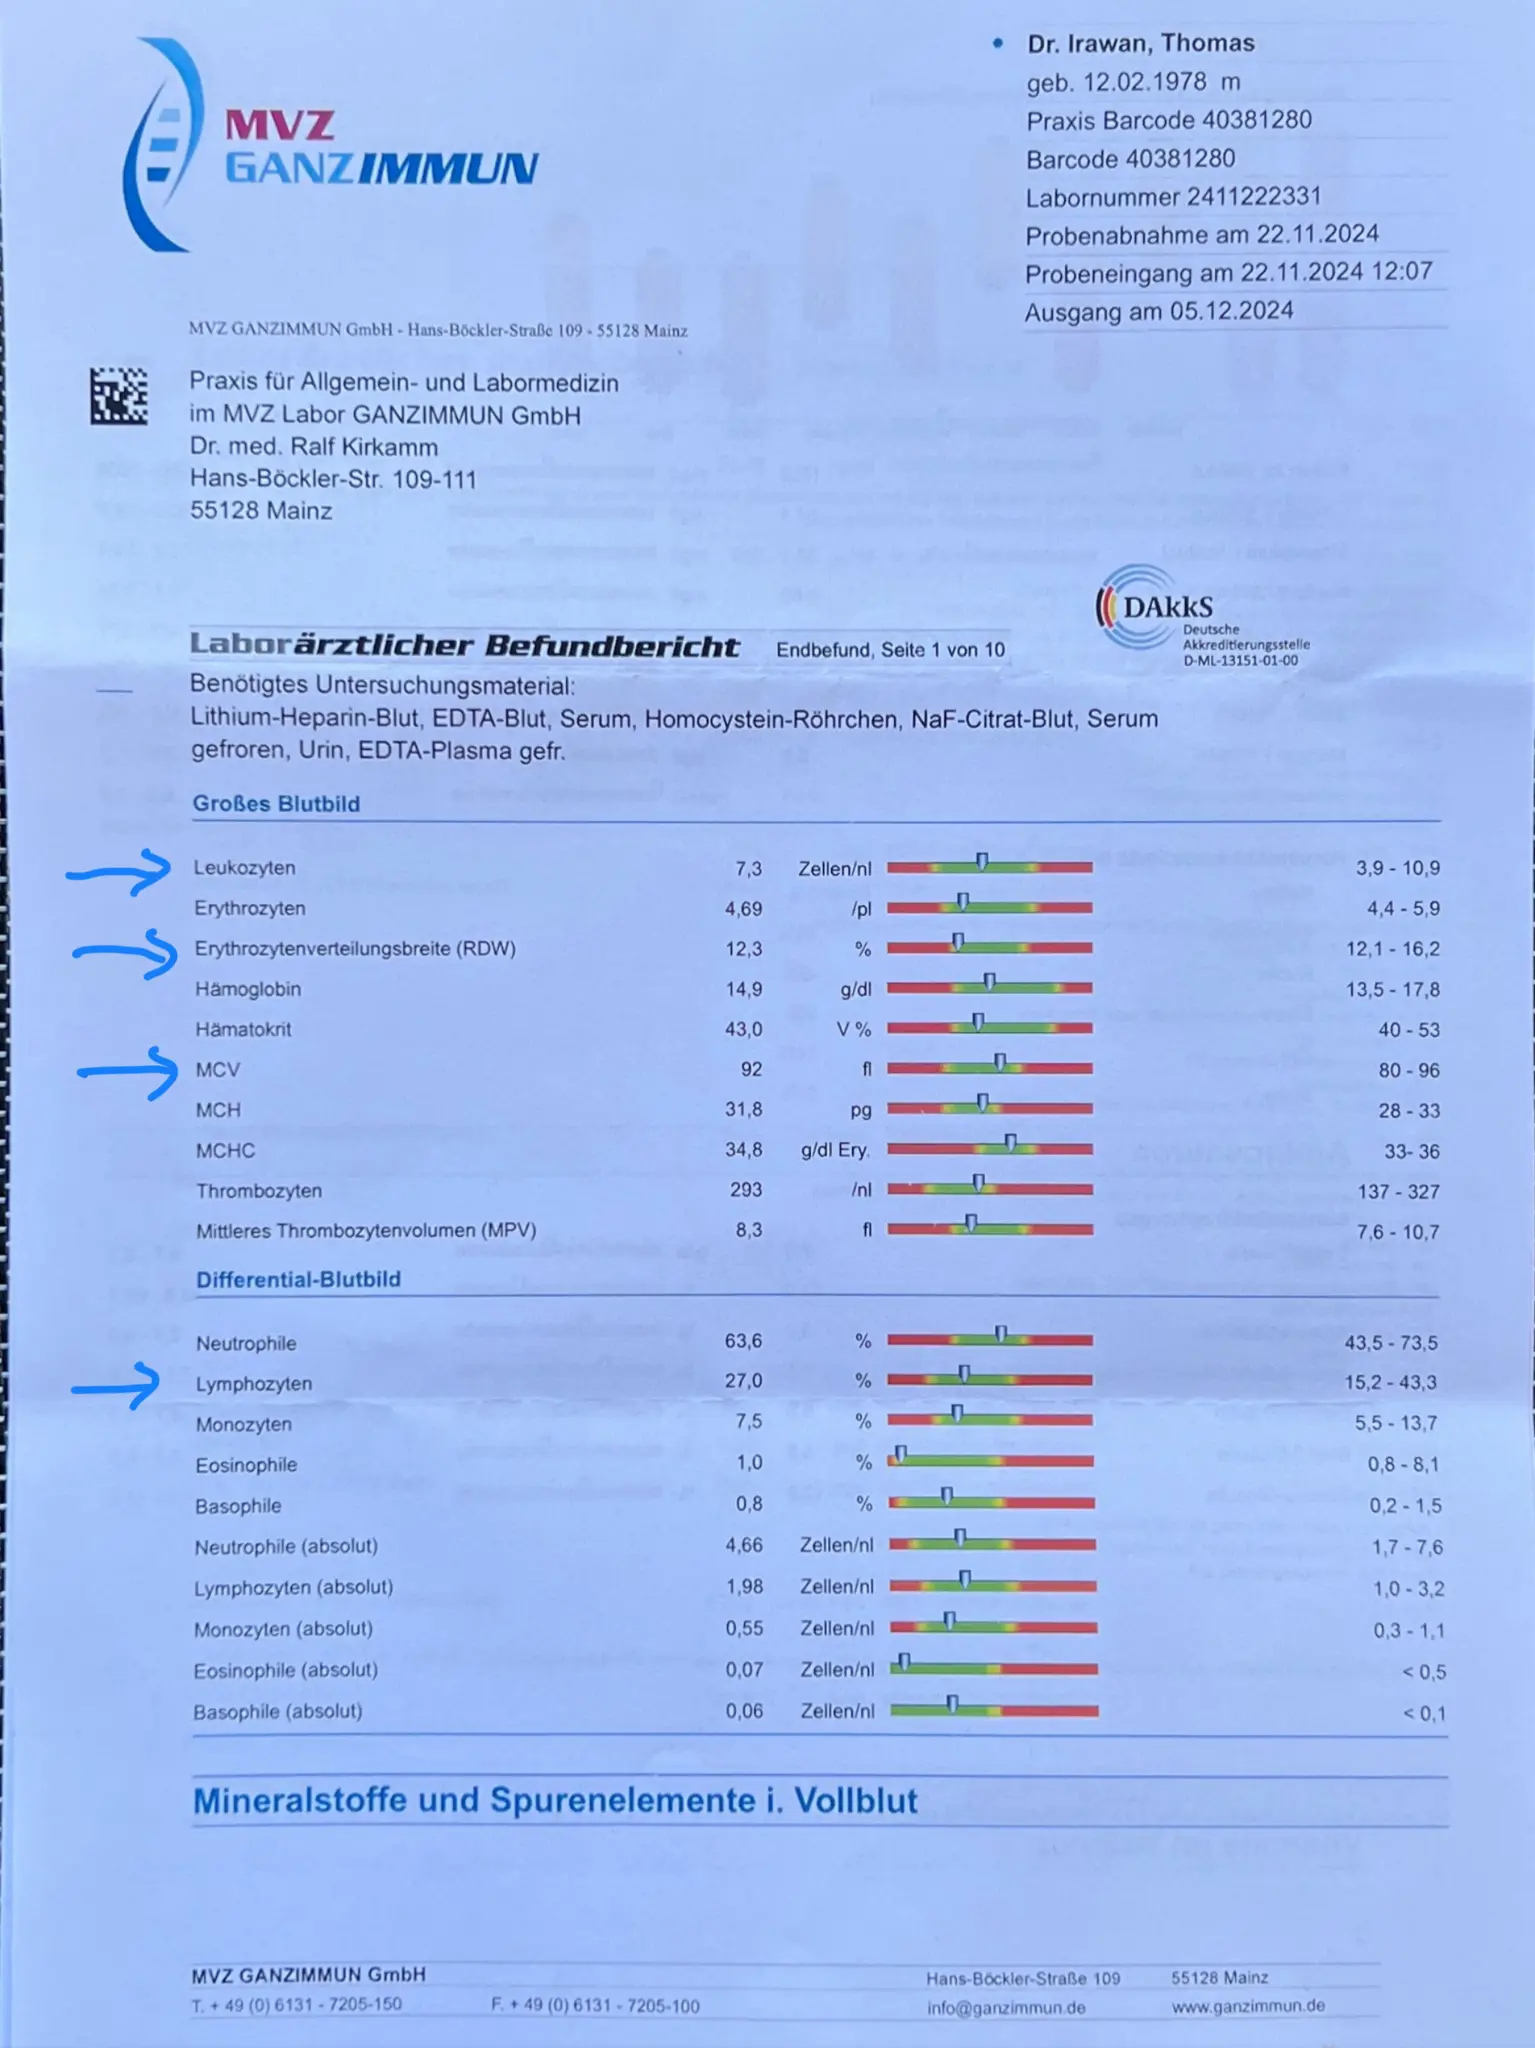 MVZ
GANZIMMUN
Dr. Irawan, Thomas
geb. 12.02.1978 m
Praxis Barcode 40381280
Barcode 40381280
Labornummer 2411222331
Probenabnahme am 22.11.2024
Probeneingang am 22.11.2024 12:07
Ausgang am 05.12.2024
MVZ GANZIMMUN GmbH - Hans-Böckler-Straße 109 - 55128 Mainz
Praxis für Allgemein- und Labormedizin
im MVZ Labor GANZIMMUN GmbH
Dr. med. Ralf Kirkamm
Hans-Böckler-Str. 109-111
55128 Mainz
DAkkS
Deutsche
Akkreditierungsstelle
D-ML-13151-01-00
Laborärztlicher Befundbericht Endbefund, Seite 1 von 10
Benötigtes Untersuchungsmaterial:
Lithium-Heparin-Blut, EDTA-Blut, Serum, Homocystein-Röhrchen, NaF-Citrat-Blut, Serum
gefroren, Urin, EDTA-Plasma gefr.
Großes Blutbild
Leukozyten 7,3 Zellen/nl 3,9 - 10,9
Erythrozyten 4,69 /pl 4,4 - 5,9
Erythrozytenverteilungsbreite (RDW) 12,3 % 12,1 - 16,2
Hämoglobin 14,9 g/dl 13,5 - 17,8
Hämatokrit 43,0 V % 40 - 53
MCV 92 fl 80 - 96
MCH 31,8 pg 28 - 33
MCHC 34,8 g/dl Ery. 33- 36
Thrombozyten 293 /nl 137 - 327
Mittleres Thrombozytenvolumen (MPV) 8,3 fl 7,6 - 10,7
Differential-Blutbild
Neutrophile 63,6 % 43,5 - 73,5
Lymphozyten 27,0 % 15,2 - 43,3
Monozyten 7,5 % 5,5 - 13,7
Eosinophile 1,0 % 0,8 - 8,1
Basophile 0,8 % 0,2 - 1,5
Neutrophile (absolut) 4,66 Zellen/nl 1,7 - 7,6
Lymphozyten (absolut) 1,98 Zellen/nl 1,0 - 3,2
Monozyten (absolut) 0,55 Zellen/nl 0,3 - 1,1
Eosinophile (absolut) 0,07 Zellen/nl < 0,5
Basophile (absolut) 0,06 Zellen/nl < 0,1
Mineralstoffe und Spurenelemente i. Vollblut
MVZ GANZIMMUN GmbH Hans-Böckler-Straße 109 55128 Mainz
T. + 49 (0) 6131 - 7205-150 F. + 49 (0) 6131 - 7205-100 info@ganzimmun.de www.ganzimmun.de